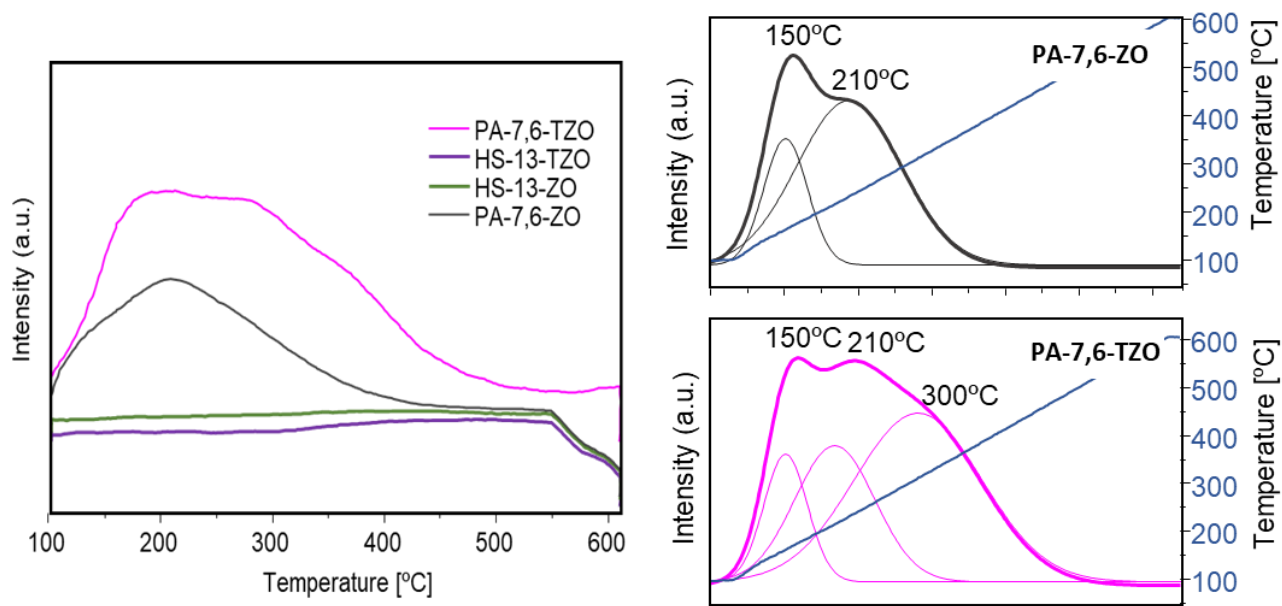 Intensity (a.u.)
PA-7,6-TZO
HS-13-TZO
HS-13-ZO
PA-7,6-ZO
100 200 300 400 500 600
Temperature [ºC]
Intensity (a.u.)
150ºC
210ºC
PA-7,6-ZO
600
500
400
300
200
100
Temperature [ºC]
Intensity (a.u.)
150ºC 210ºC
300ºC
PA-7,6-TZO
600
500
400
300
200
100
Temperature [ºC]